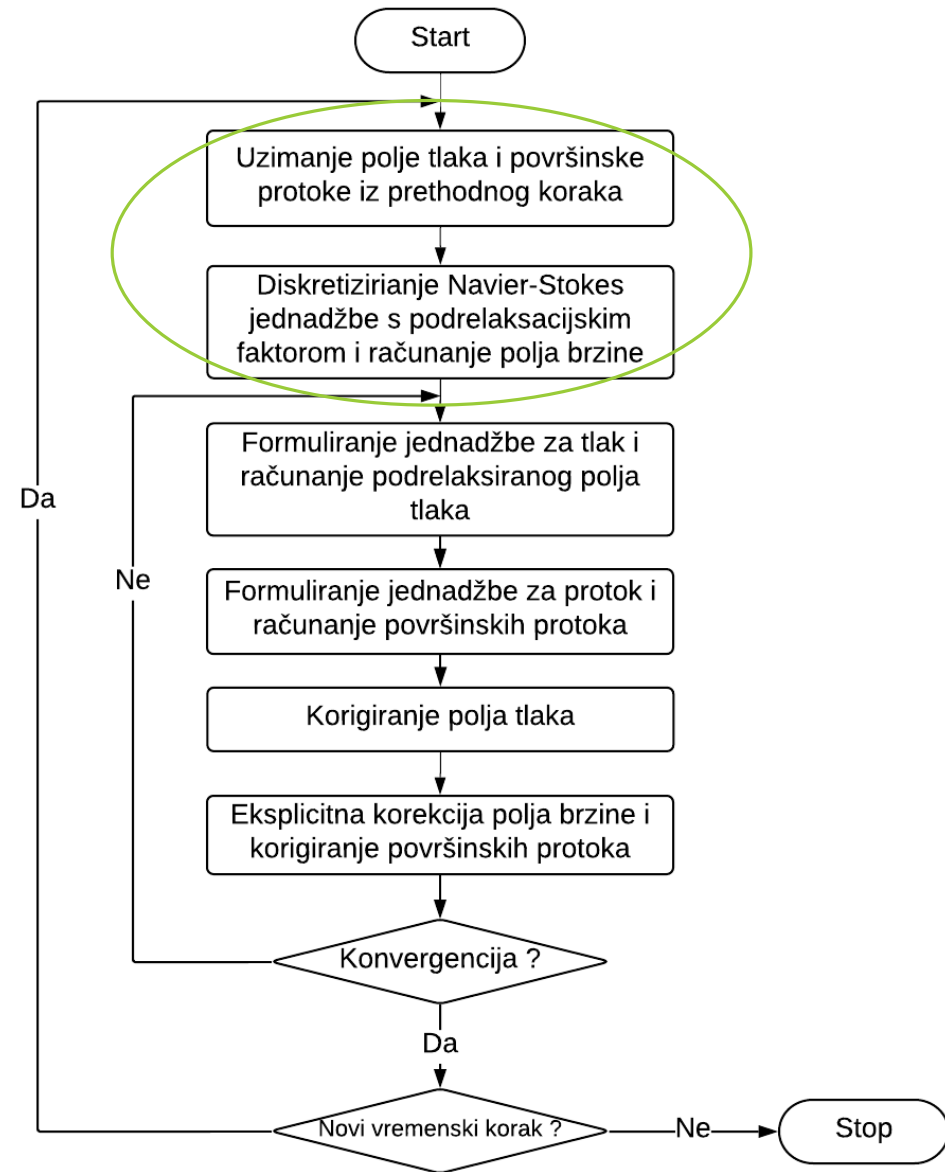 Start
Uzimanje polje tlaka i površinske
protoke iz prethodnog koraka
Diskretizirianje Navier-Stokes
jednadžbe s podrelaksacijskim
faktorom i računanje polja brzine
Formuliranje jednadžbe za tlak i
računanje podrelaksiranog polja
tlaka
Da
Ne
Formuliranje jednadžbe za protok i
računanje površinskih protoka
Korigiranje polja tlaka
Eksplicitna korekcija polja brzine i
korigiranje površinskih protoka
Konvergencija ?
Da
Novi vremenski korak ?
Ne
Stop